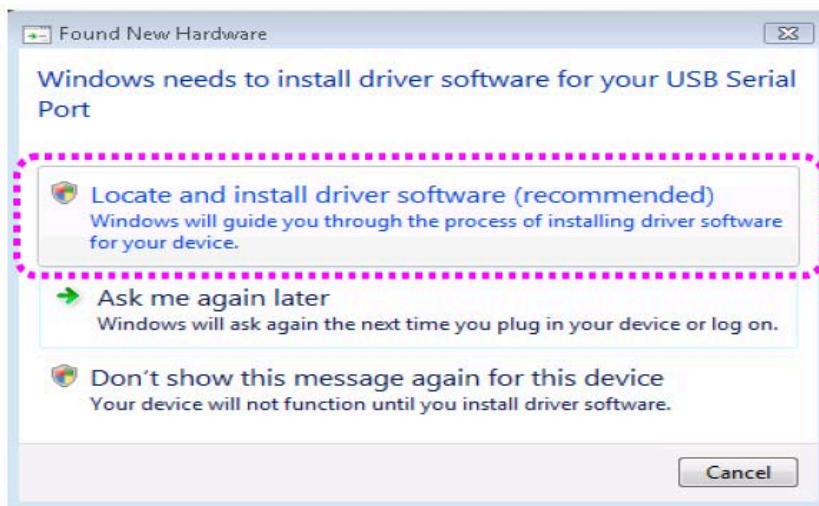 Found New Hardware
Windows needs to install driver software for your USB Serial
Port
Locate and install driver software (recommended)
Windows will guide you through the process of installing driver software
for your device.
Ask me again later
Windows will ask again the next time you plug in your device or log on.
Don't show this message again for this device
Your device will not function until you install driver software.
Cancel